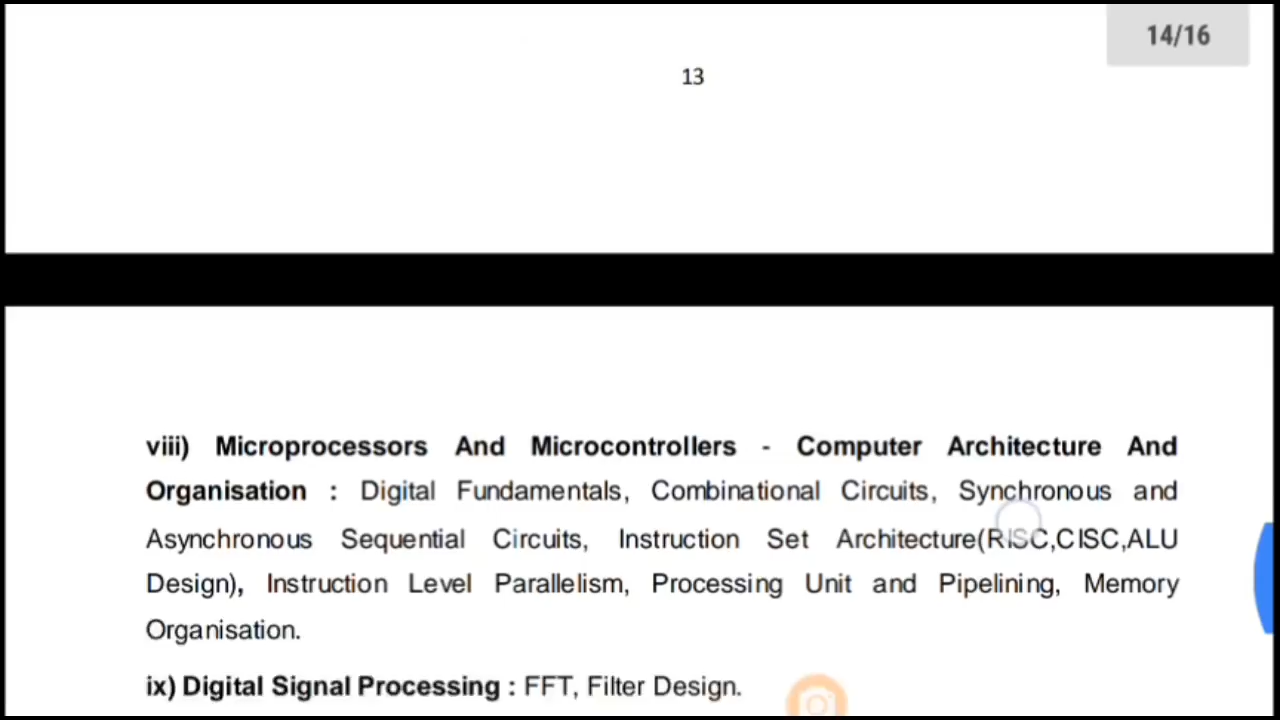 14/16
13
viii) Microprocessors And Microcontrollers - Computer Architecture And
Organisation : Digital Fundamentals, Combinational Circuits, Synchronous and
Asynchronous Sequential Circuits, Instruction Set Architecture(RISC,CISC,ALU
Design), Instruction Level Parallelism, Processing Unit and Pipelining, Memory
Organisation.
ix) Digital Signal Processing : FFT, Filter Design.